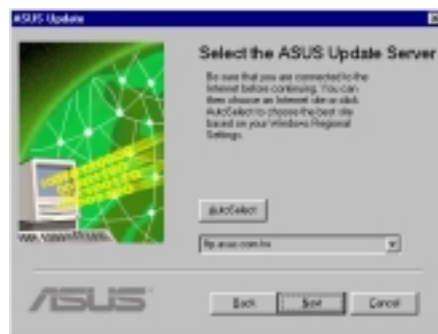 ASUS Update
Select the ASUS Update Server
Be sure that you are connected to the
Internet before continuing. You can
then choose an Internet site or click
AutoSelect to choose the best site
based on your Windows Regional
Settings.
AutoSelect
ftp.asus.com.tw
ASUS
Back
Next
Cancel